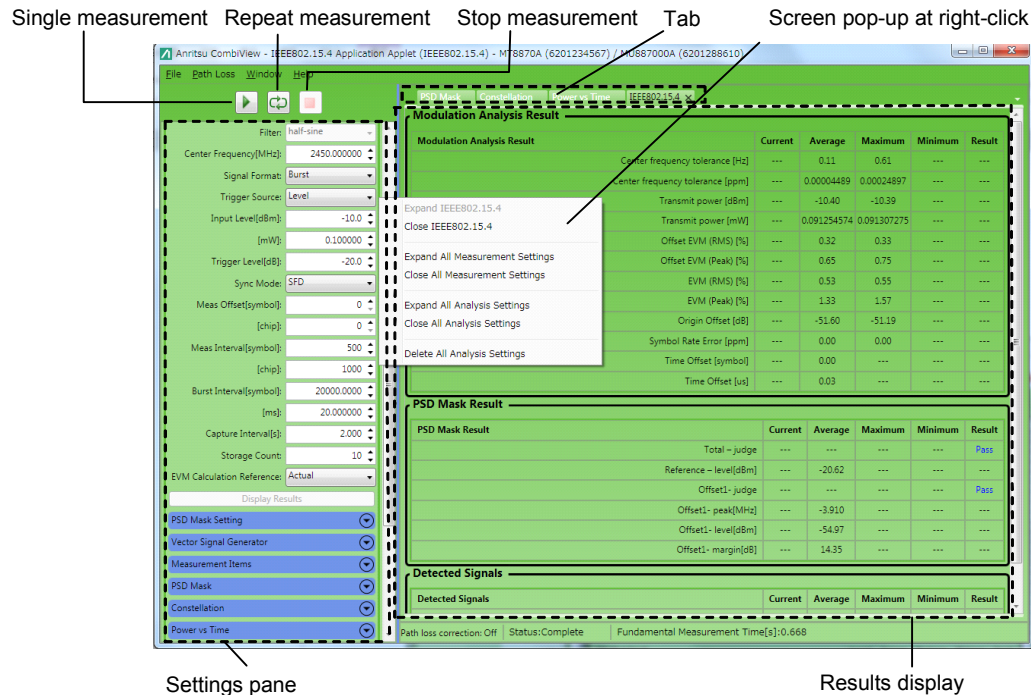 Single measurement Repeat measurement Stop measurement Tab Screen pop-up at right-click
Anritsu CombiView - IEEE802.15.4 Application Applet (IEEE802.15.4) - MT8870A (6201234567) / MU887000A (6201288610)
File Path Loss Window Help
PSD Mask Constellation Power vs Time IEEE802.15.4
Filter: half-sine
Center Frequency[MHz]: 2450.000000
Signal Format: Burst
Trigger Source: Level
Input Level[dBm]: -10.0
[mW]: 0.100000
Trigger Level[dB]: -20.0
Sync Mode: SFD
Meas Offset[symbol]: 0
[chip]: 0
Meas Interval[symbol]: 500
[chip]: 1000
Burst Interval[symbol]: 20000.0000
[ms]: 20.000000
Capture Interval[s]: 2.000
Storage Count: 10
EVM Calculation Reference: Actual
Display Results
PSD Mask Setting
Vector Signal Generator
Measurement Items
PSD Mask
Constellation
Power vs Time
Expand IEEE802.15.4
Close IEEE802.15.4
Expand All Measurement Settings
Close All Measurement Settings
Expand All Analysis Settings
Close All Analysis Settings
Delete All Analysis Settings
Modulation Analysis Result
Modulation Analysis Result Current Average Maximum Minimum Result
Center frequency tolerance [Hz] --- 0.11 0.61 --- ---
Center frequency tolerance [ppm] --- 0.00004489 0.00024897 --- ---
Transmit power [dBm] --- -10.40 -10.39 --- ---
Transmit power [mW] --- 0.091254574 0.091307275 --- ---
Offset EVM (RMS) [%] --- 0.32 0.33 --- ---
Offset EVM (Peak) [%] --- 0.65 0.75 --- ---
EVM (RMS) [%] --- 0.53 0.55 --- ---
EVM (Peak) [%] --- 1.33 1.57 --- ---
Origin Offset [dB] --- -51.60 -51.19 --- ---
Symbol Rate Error [ppm] --- 0.00 0.00 --- ---
Time Offset [symbol] --- 0.00 --- --- ---
Time Offset [us] --- 0.03 --- --- ---
PSD Mask Result
PSD Mask Result Current Average Maximum Minimum Result
Total – judge --- --- --- --- Pass
Reference – level[dBm] --- -20.62 --- --- ---
Offset1- judge --- --- --- --- Pass
Offset1- peak[MHz] --- -3.910 --- --- ---
Offset1- level[dBm] --- -54.97 --- --- ---
Offset1- margin[dB] --- 14.35 --- --- ---
Detected Signals
Detected Signals Current Average Maximum Minimum Result
Path loss correction: Off Status:Complete Fundamental Measurement Time[s]:0.668
Settings pane Results display